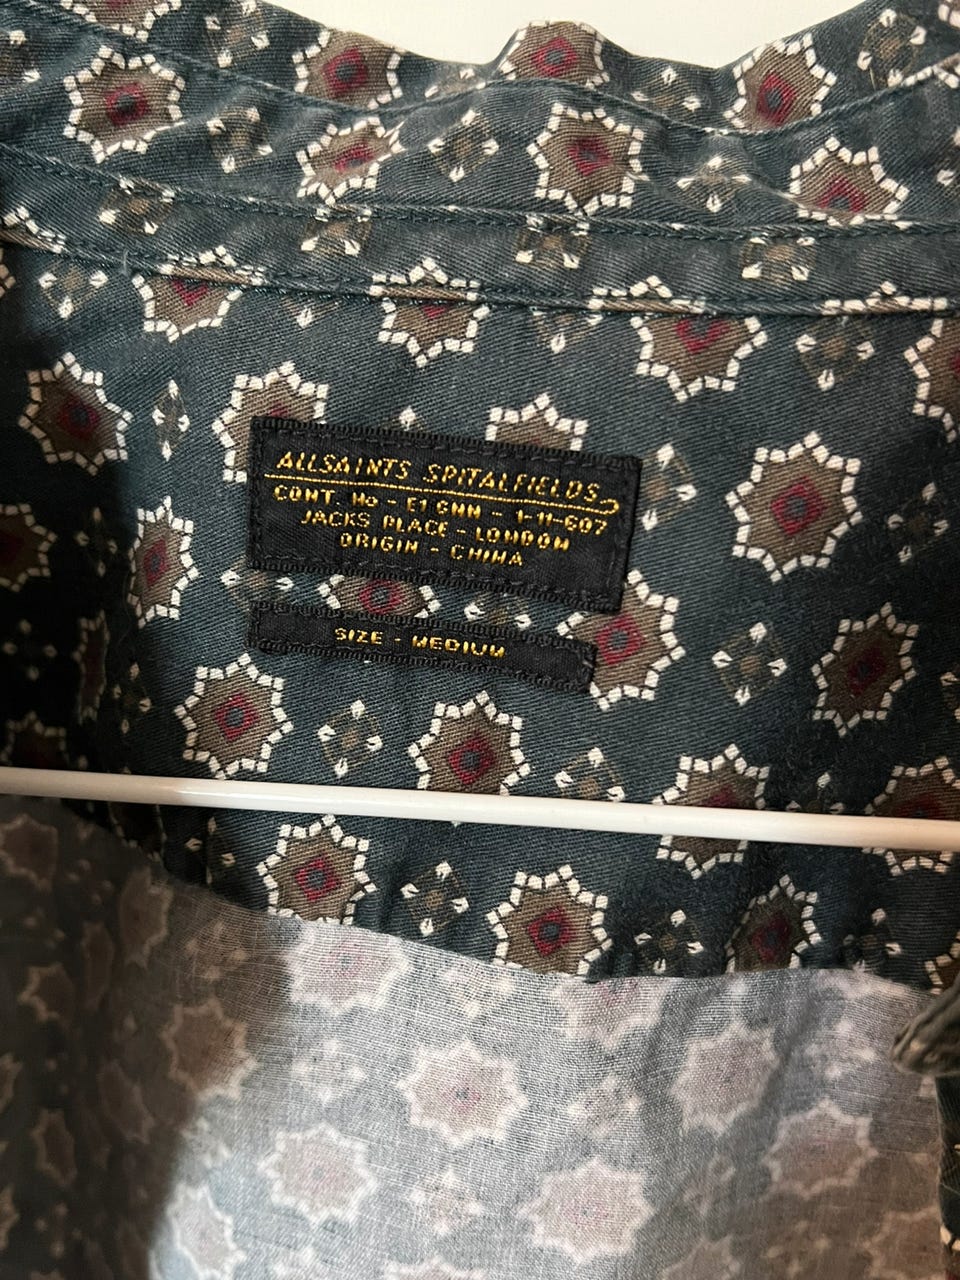 ALLSAINTS SPITALFIELDS
CONT. No - E1 6NN - 1-11-607
JACKS PLACE - LONDON
ORIGIN - CHINA
SIZE - MEDIUM